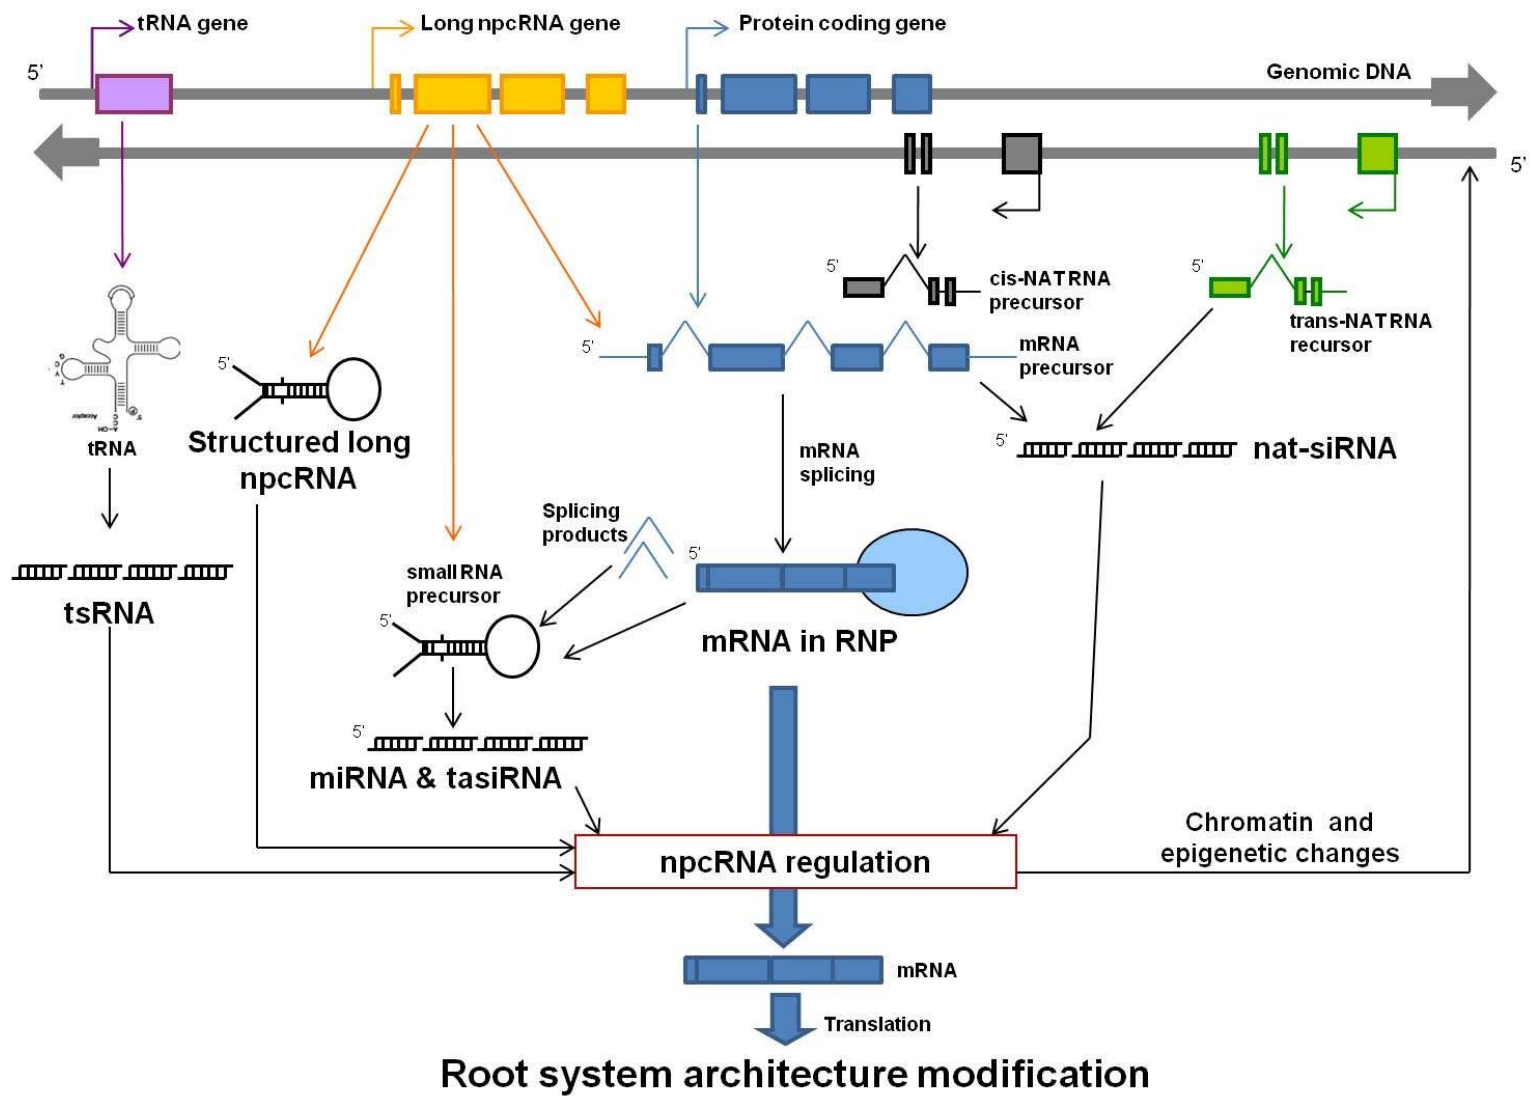 tRNA gene
Long npcRNA gene
Protein coding gene
5'
Genomic DNA
5'
5'
cis-NATRNA
precursor
5'
trans-NATRNA
recursor
5'
mRNA
precursor
5'
Acceptor
5'
P
C
C
A-OH
tRNA
Structured long
npcRNA
mRNA
splicing
5'
nat-siRNA
Splicing
products
5'
small RNA
precursor
5'
tsRNA
mRNA in RNP
5'
miRNA & tasiRNA
npcRNA regulation
Chromatin and
epigenetic changes
mRNA
Translation
Root system architecture modification